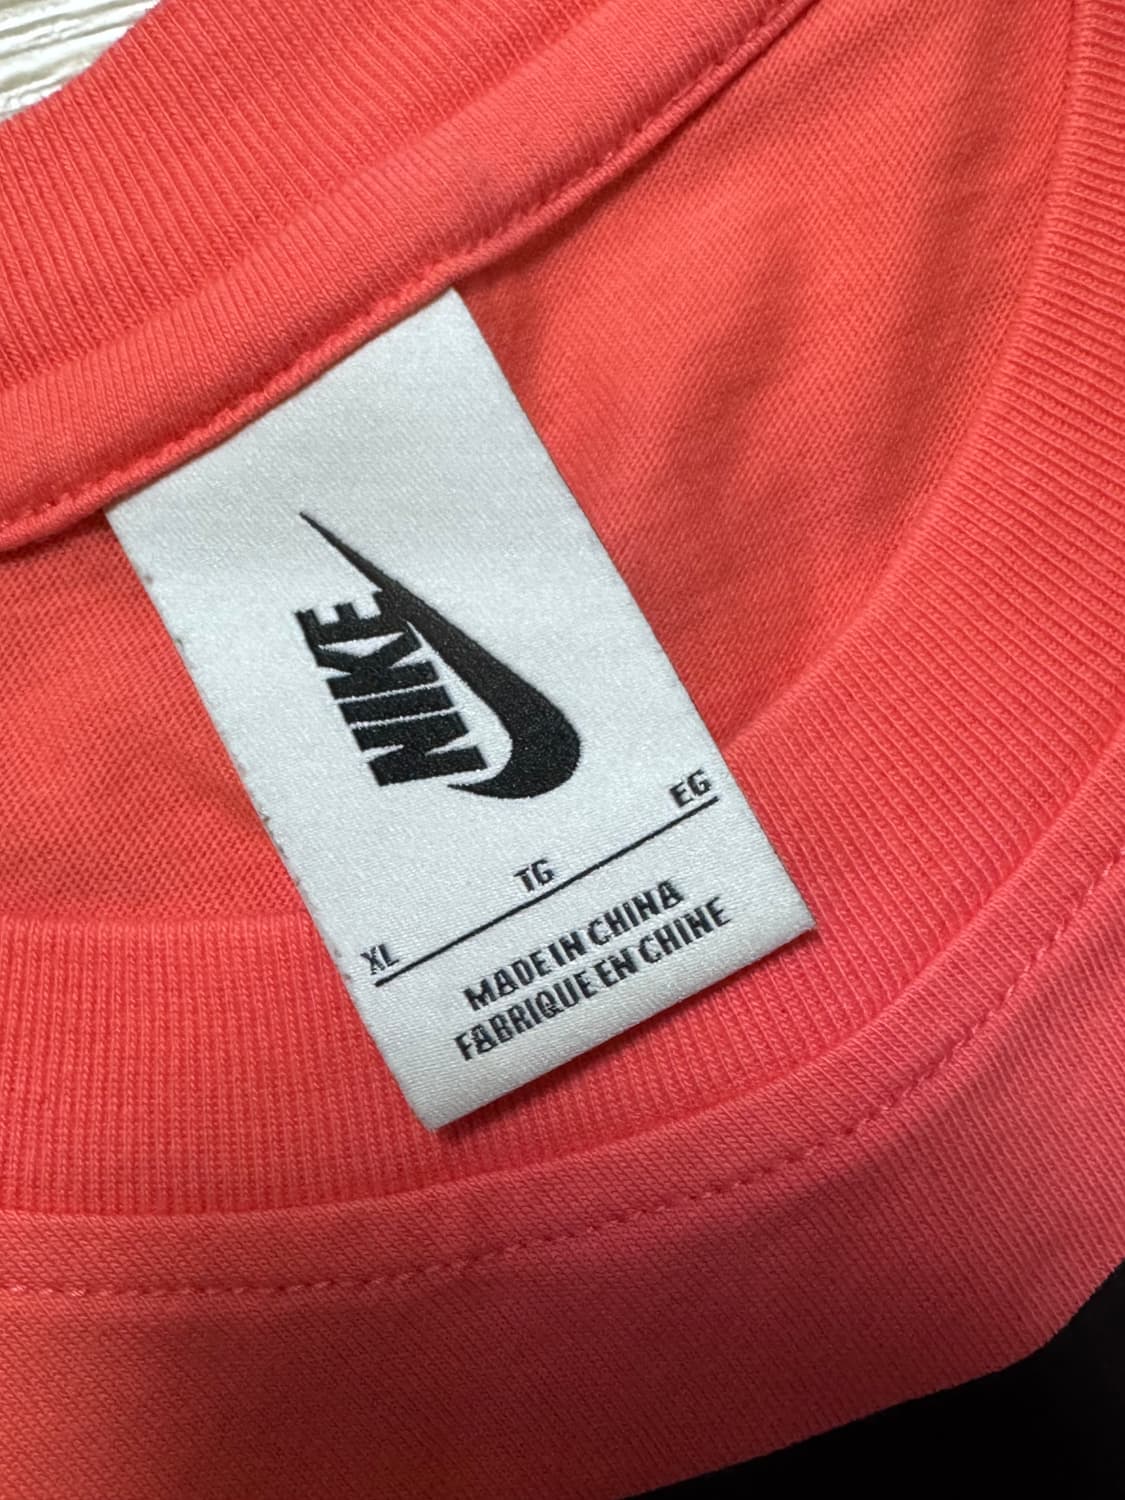 NIKE
XL TG EG
MADE IN CHINA
FABRIQUE EN CHINE